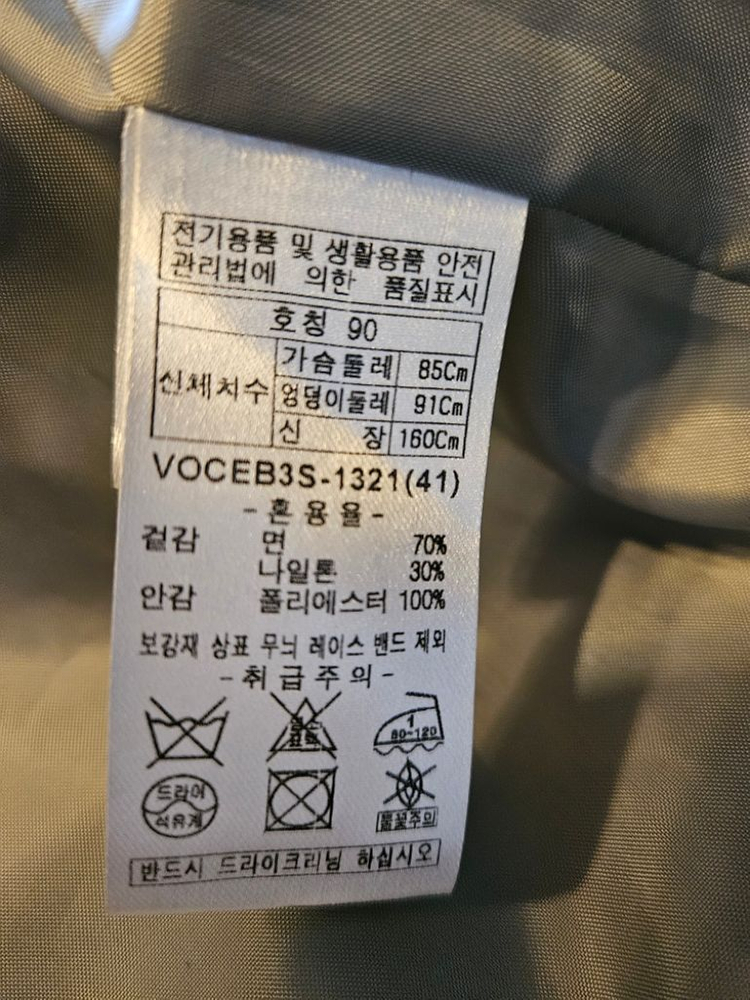 전기용품 및 생활용품 안전
관리법에 의한 품질표시
호칭 90
신체치수
가슴둘레 85Cm
엉덩이둘레 91Cm
신 장 160Cm
VOCEB3S-1321(41)
-혼용율-
겉감 면 70%
나일론 30%
안감 폴리에스터 100%
보강재 상표 무늬 레이스 밴드 제외
-취급주의-
1
80~120
드라이
석유계
불꽃주의
반드시 드라이크리닝 하십시오